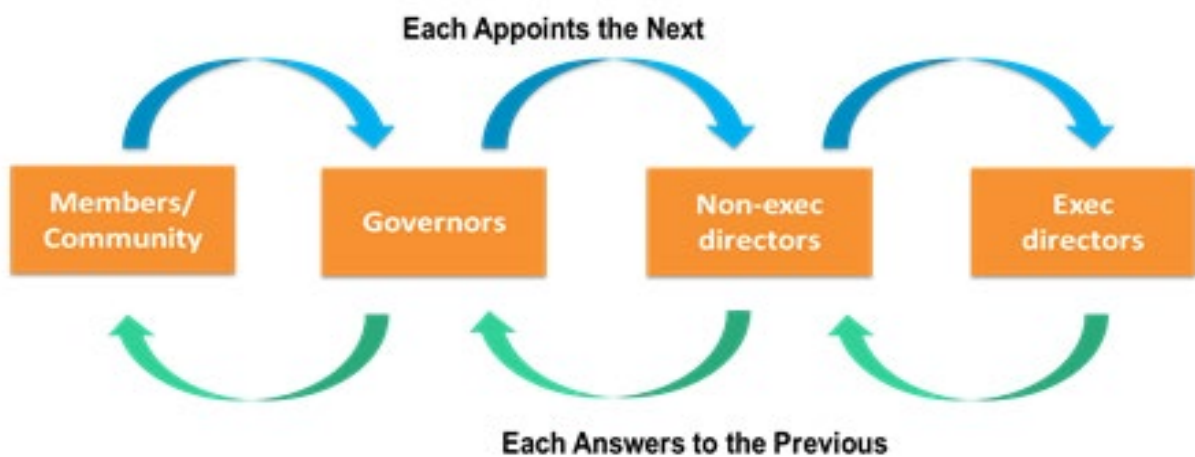 Each Appoints the Next
Members/
Community
Governors
Non-exec
directors
Exec
directors
Each Answers to the Previous